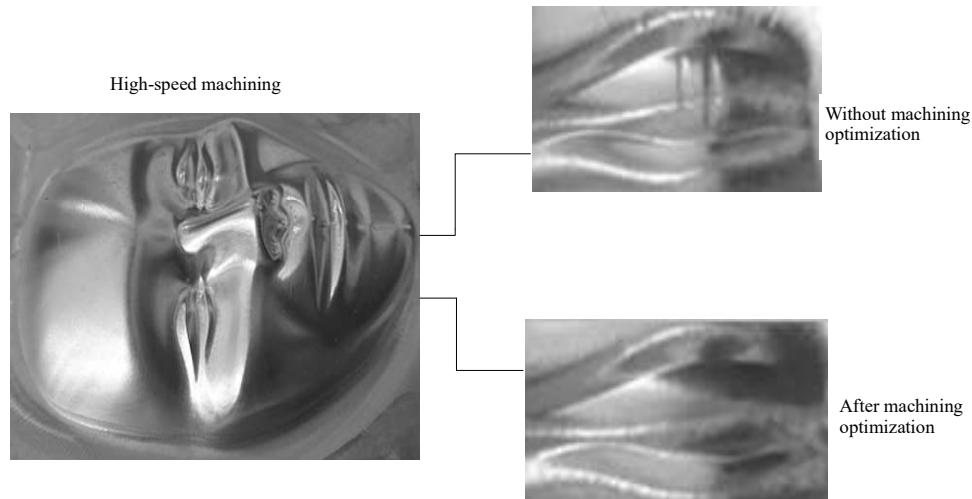 High-speed machining
Without machining
optimization
After machining
optimization